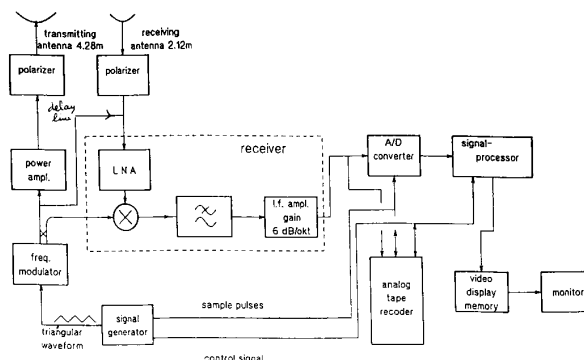 transmitting
antenna 4.28m
receiving
antenna 2.12m
polarizer
polarizer
delay
line
receiver
A/D
converter
signal-
processor
power
ampl.
LNA
l.f. ampl.
gain
6 dB/okt
freq.
modulator
sample pulses
analog
tape
recoder
video
display
memory
monitor
signal
generator
triangular
waveform
control signal